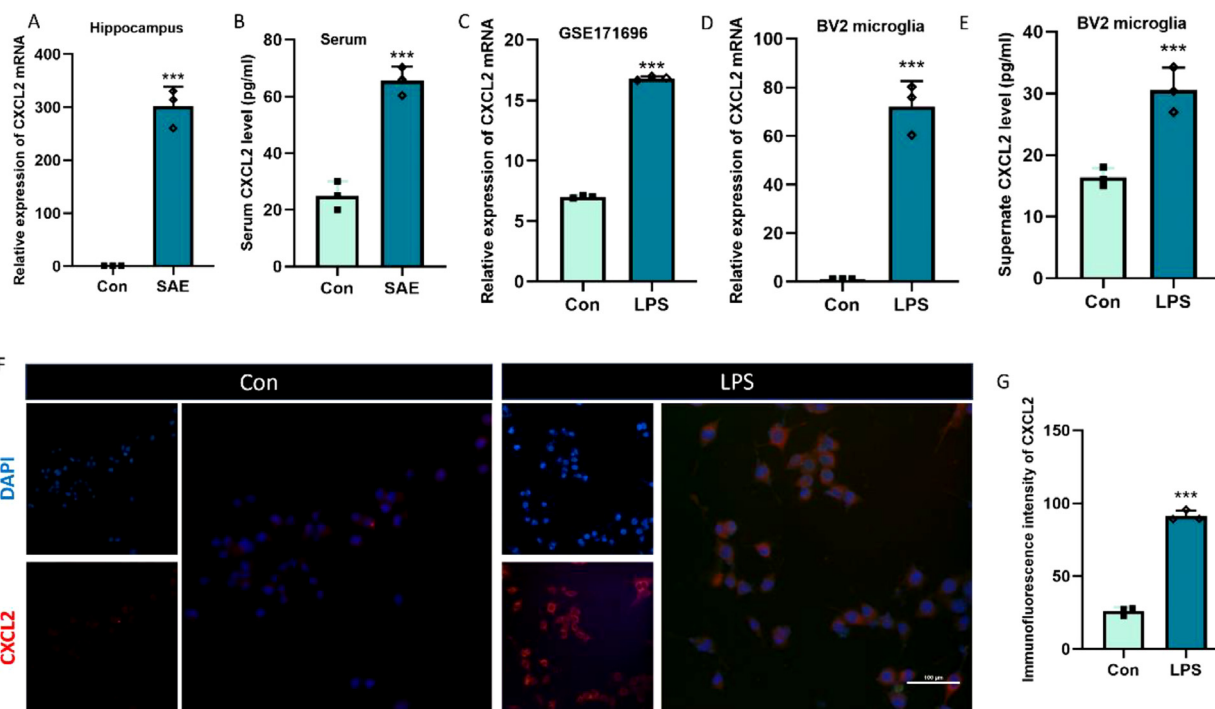 A
Hippocampus
Relative expression of CXCL2 mRNA
400
300
200
100
0
***
Con
SAE
B
Serum
Serum CXCL2 level (pg/ml)
80
60
40
20
0
***
Con
SAE
C
GSE171696
Relative expression of CXCL2 mRNA
20
15
10
5
0
***
Con
LPS
D
BV2 microglia
Relative expression of CXCL2 mRNA
100
80
60
40
20
0
***
Con
LPS
E
BV2 microglia
Supernate CXCL2 level (pg/ml)
40
30
20
10
0
***
Con
LPS
F
Con
LPS
DAPI
CXCL2
100 μm
G
Immunofluorescence intensity of CXCL2
150
100
50
0
***
Con
LPS